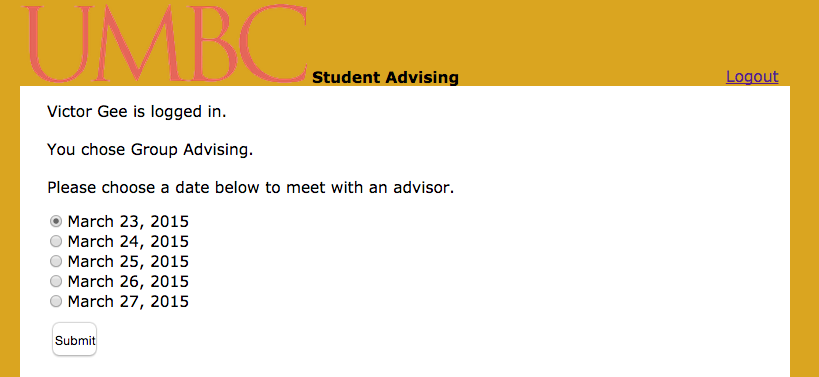 UMBC Student Advising Logout
Victor Gee is logged in.
You chose Group Advising.
Please choose a date below to meet with an advisor.
March 23, 2015
March 24, 2015
March 25, 2015
March 26, 2015
March 27, 2015
Submit